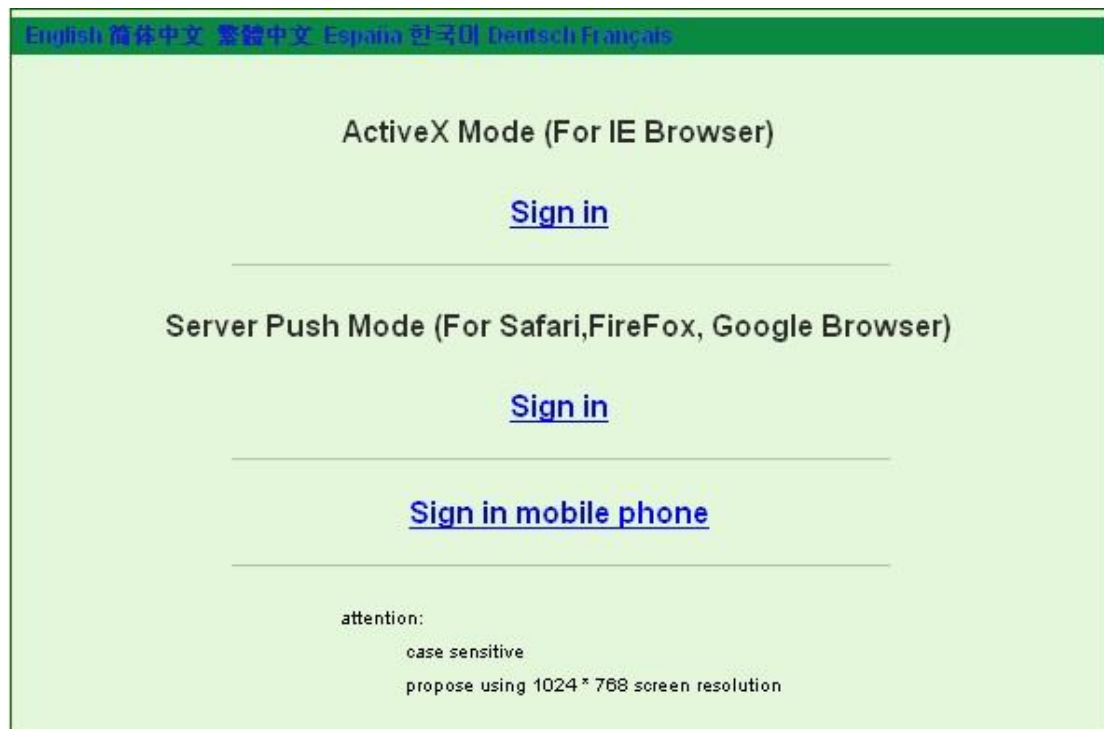 English 简体中文 繁體中文 España 한국어 Deutsch Français
ActiveX Mode (For IE Browser)
Sign in
Server Push Mode (For Safari,FireFox, Google Browser)
Sign in
Sign in mobile phone
attention:
case sensitive
propose using 1024 * 768 screen resolution